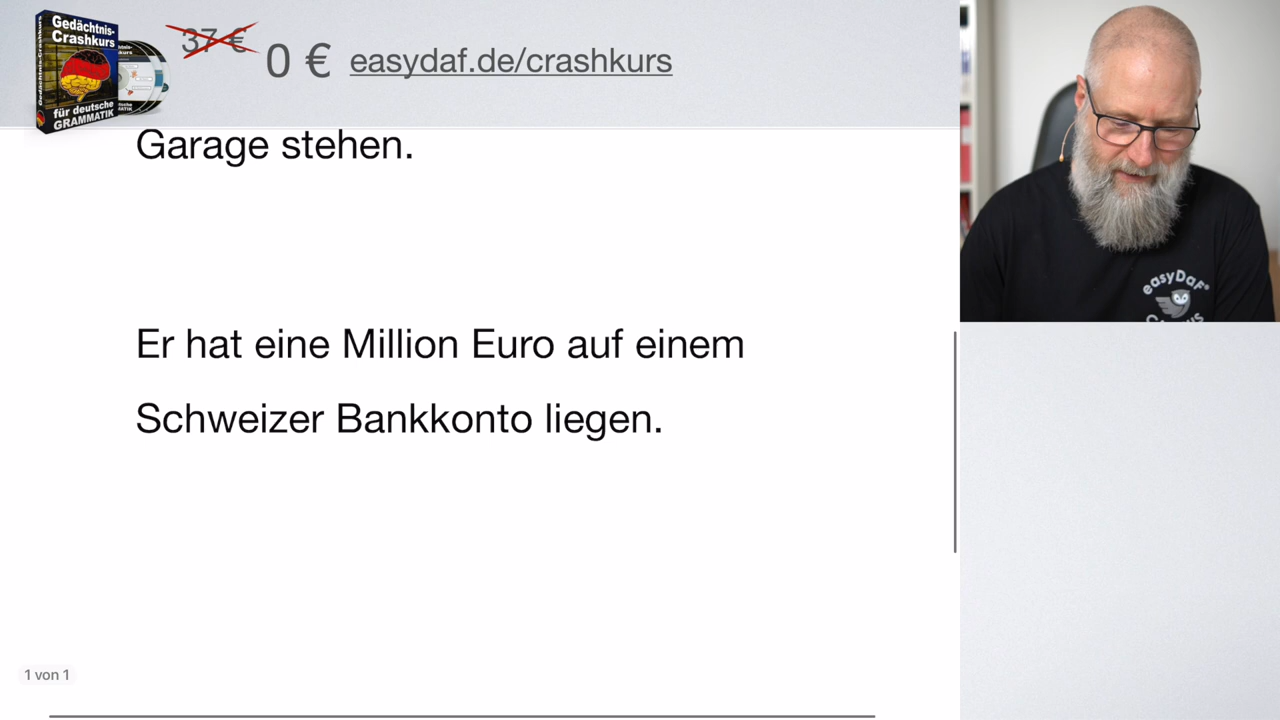 Gedächtnis-
Crashkurs
für deutsche
GRAMMATIK
37 €
0 €
easydaf.de/crashkurs
Garage stehen.
Er hat eine Million Euro auf einem
Schweizer Bankkonto liegen.
1 von 1
easyDaF®